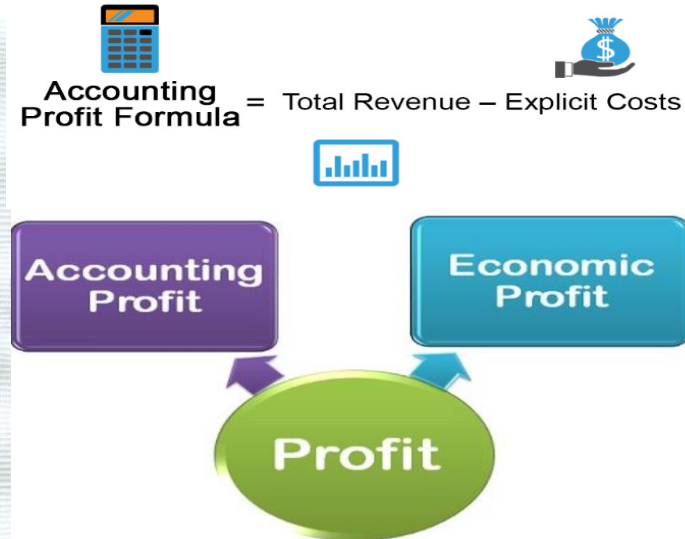 Accounting
Profit Formula = Total Revenue – Explicit Costs
$
Accounting
Profit
Economic
Profit
Profit